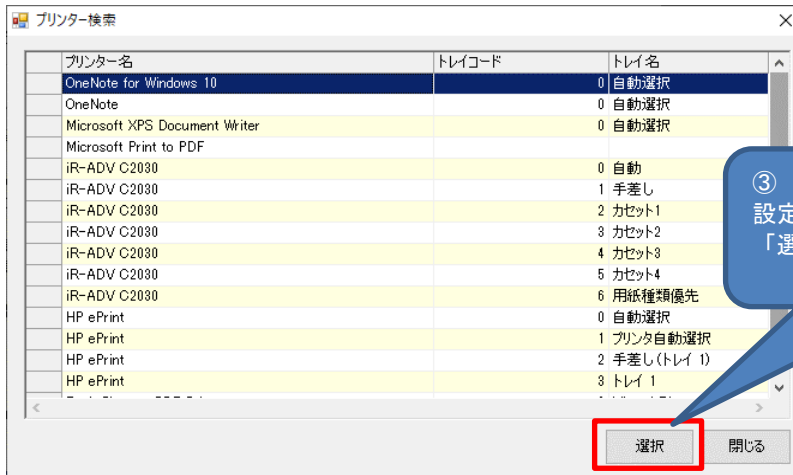 プリンター検索
プリンター名 トレイコード トレイ名
OneNote for Windows 10 0 自動選択
OneNote 0 自動選択
Microsoft XPS Document Writer 0 自動選択
Microsoft Print to PDF
iR-ADV C2030 0 自動
iR-ADV C2030 1 手差し
iR-ADV C2030 2 カセット1
iR-ADV C2030 3 カセット2
iR-ADV C2030 4 カセット3
iR-ADV C2030 5 カセット4
iR-ADV C2030 6 用紙種類優先
HP ePrint 0 自動選択
HP ePrint 1 プリンタ自動選択
HP ePrint 2 手差し(トレイ 1)
HP ePrint 3 トレイ 1
③
設定
「選
選択 閉じる